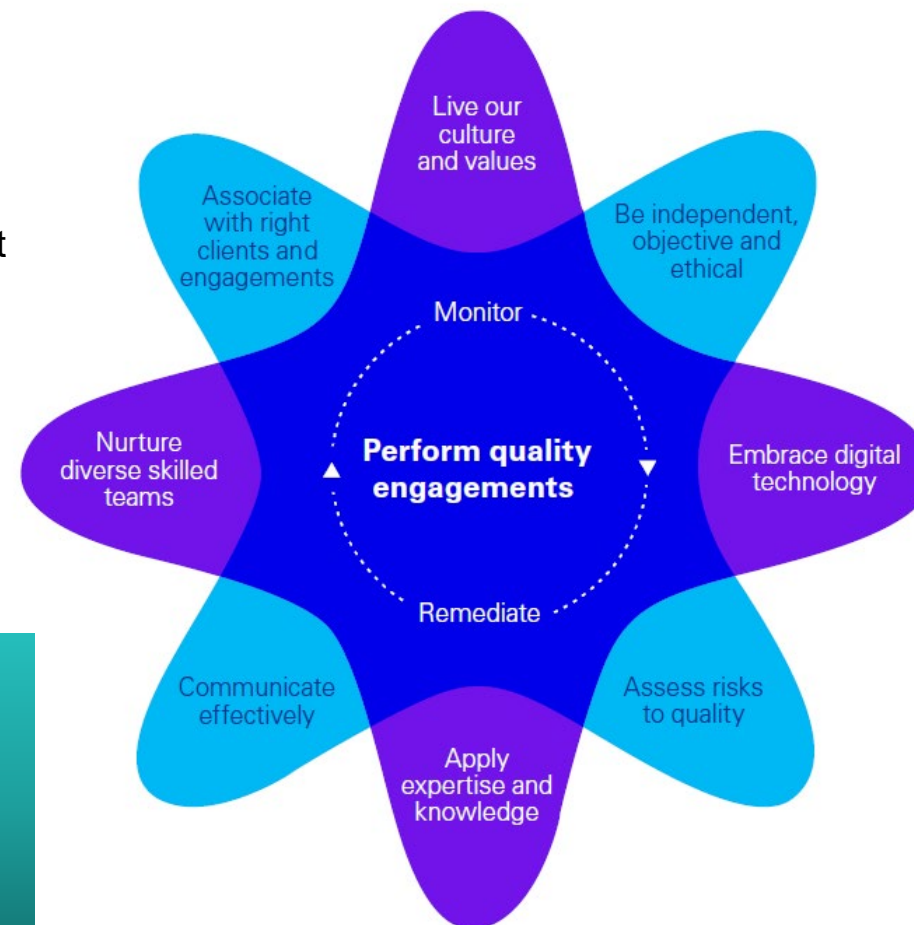 Live our
culture
and values
Be independent,
objective and
ethical
Embrace digital
technology
Assess risks
to quality
Apply
expertise and
knowledge
Communicate
effectively
Nurture
diverse skilled
teams
Associate
with right
clients and
engagements
Monitor
Perform quality
engagements
Remediate
t